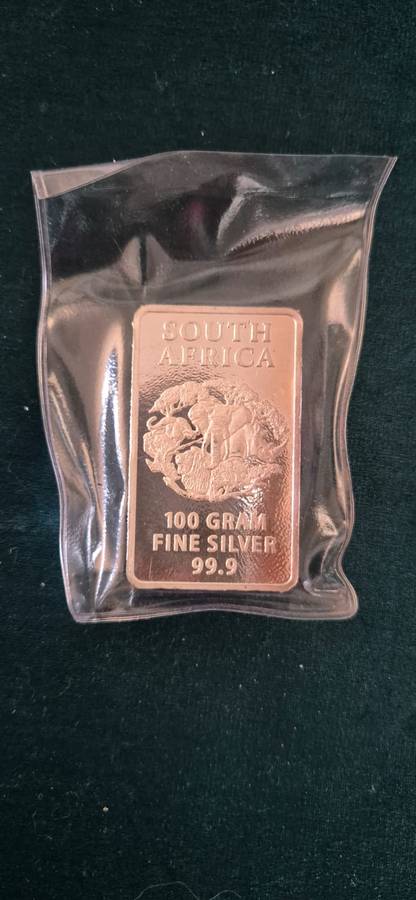 SOUTH
AFRICA
100 GRAM
FINE SILVER
99.9